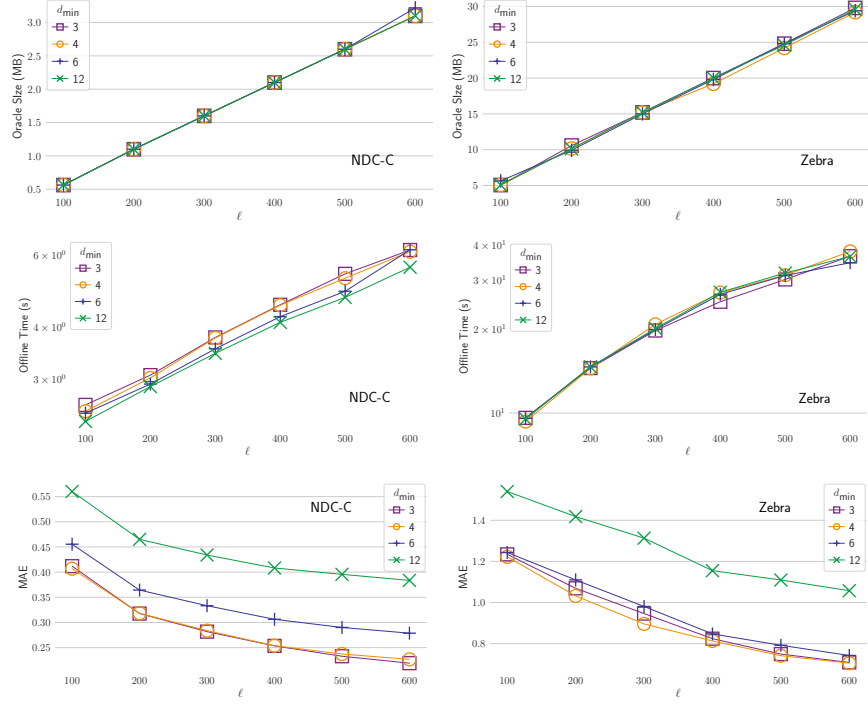 d_min
3
4
6
12
3.0
2.5
2.0
1.5
1.0
0.5
Oracle SIze (MB)
NDC-C
100 200 300 400 500 600
ℓ
d_min
3
4
6
12
30
25
20
15
10
5
Oracle SIze (MB)
Zebra
100 200 300 400 500 600
ℓ
d_min
3
4
6
12
6 × 10⁰
4 × 10⁰
3 × 10⁰
Offline Time (s)
NDC-C
100 200 300 400 500 600
ℓ
d_min
3
4
6
12
4 × 10¹
3 × 10¹
2 × 10¹
10¹
Offline Time (s)
Zebra
100 200 300 400 500 600
ℓ
d_min
3
4
6
12
0.55
0.50
0.45
0.40
0.35
0.30
0.25
MAE
NDC-C
100 200 300 400 500 600
ℓ
d_min
3
4
6
12
1.4
1.2
1.0
0.8
MAE
Zebra
100 200 300 400 500 600
ℓ